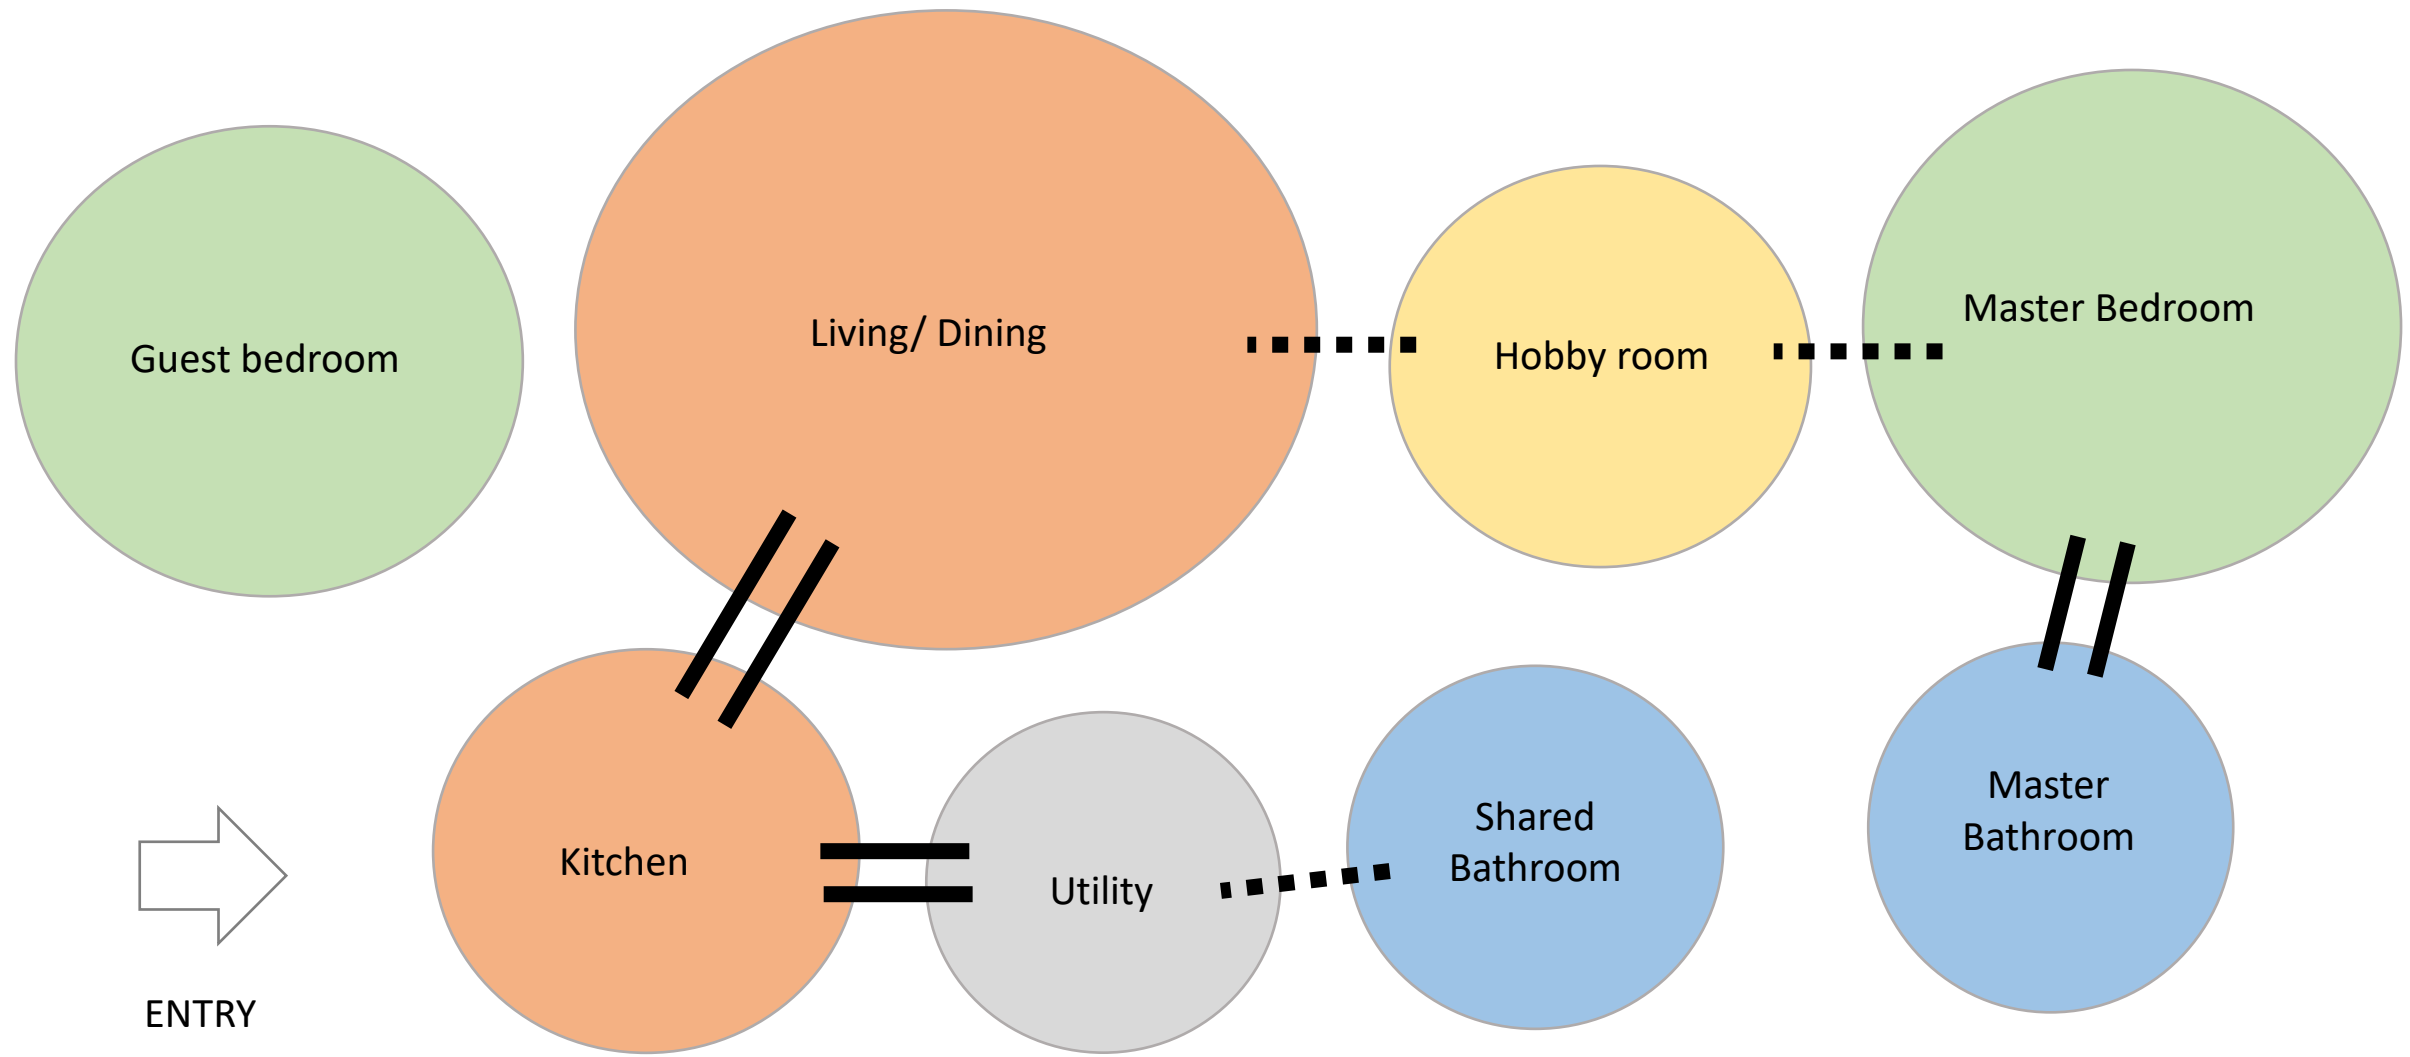 Guest bedroom
Living/ Dining
Hobby room
Master Bedroom
Kitchen
Utility
Shared
Bathroom
Master
Bathroom
ENTRY